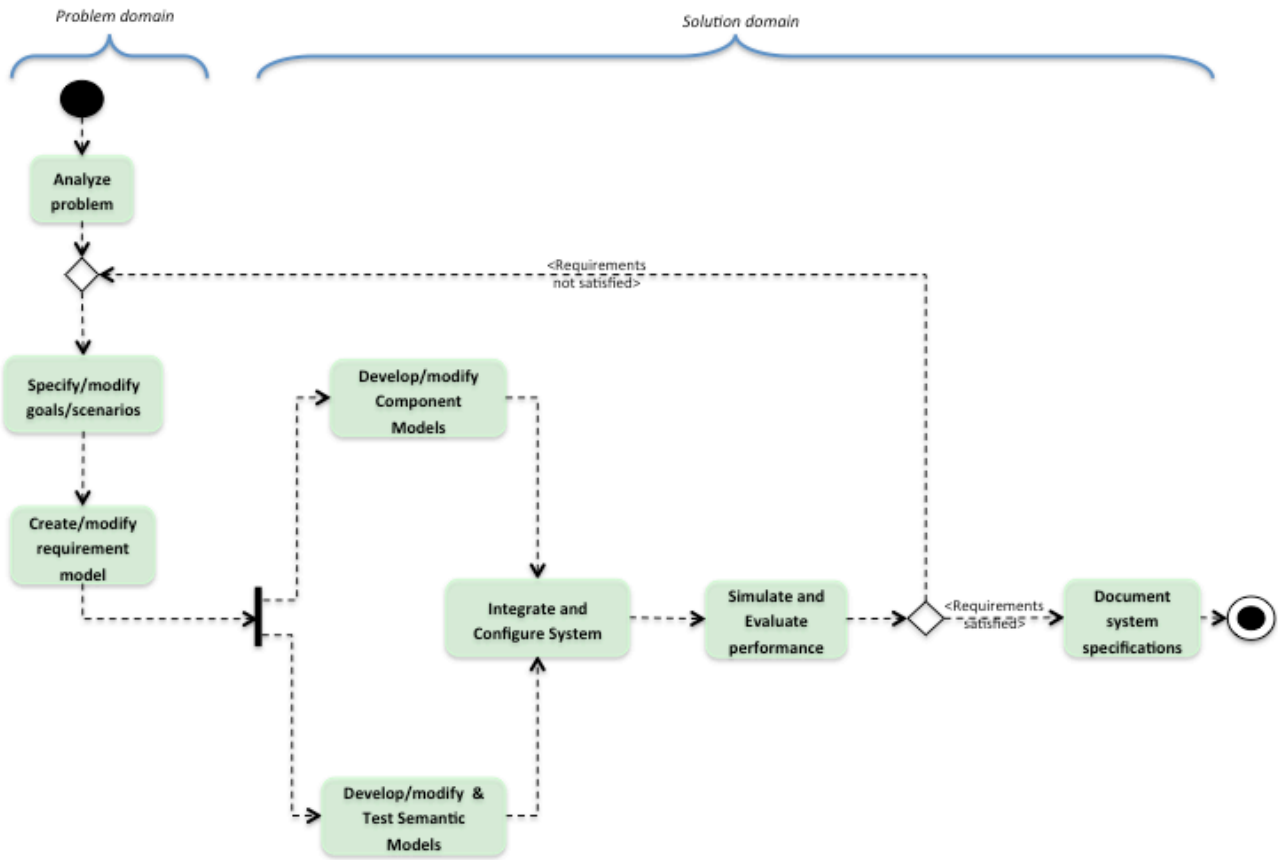 Problem domain
Solution domain
Analyze
problem
<Requirements
not satisfied>
Specify/modify
goals/scenarios
Develop/modify
Component
Models
Create/modify
requirement
model
Integrate and
Configure System
Simulate and
Evaluate
performance
<Requirements
satisfied>
Document
system
specifications
Develop/modify &
Test Semantic
Models